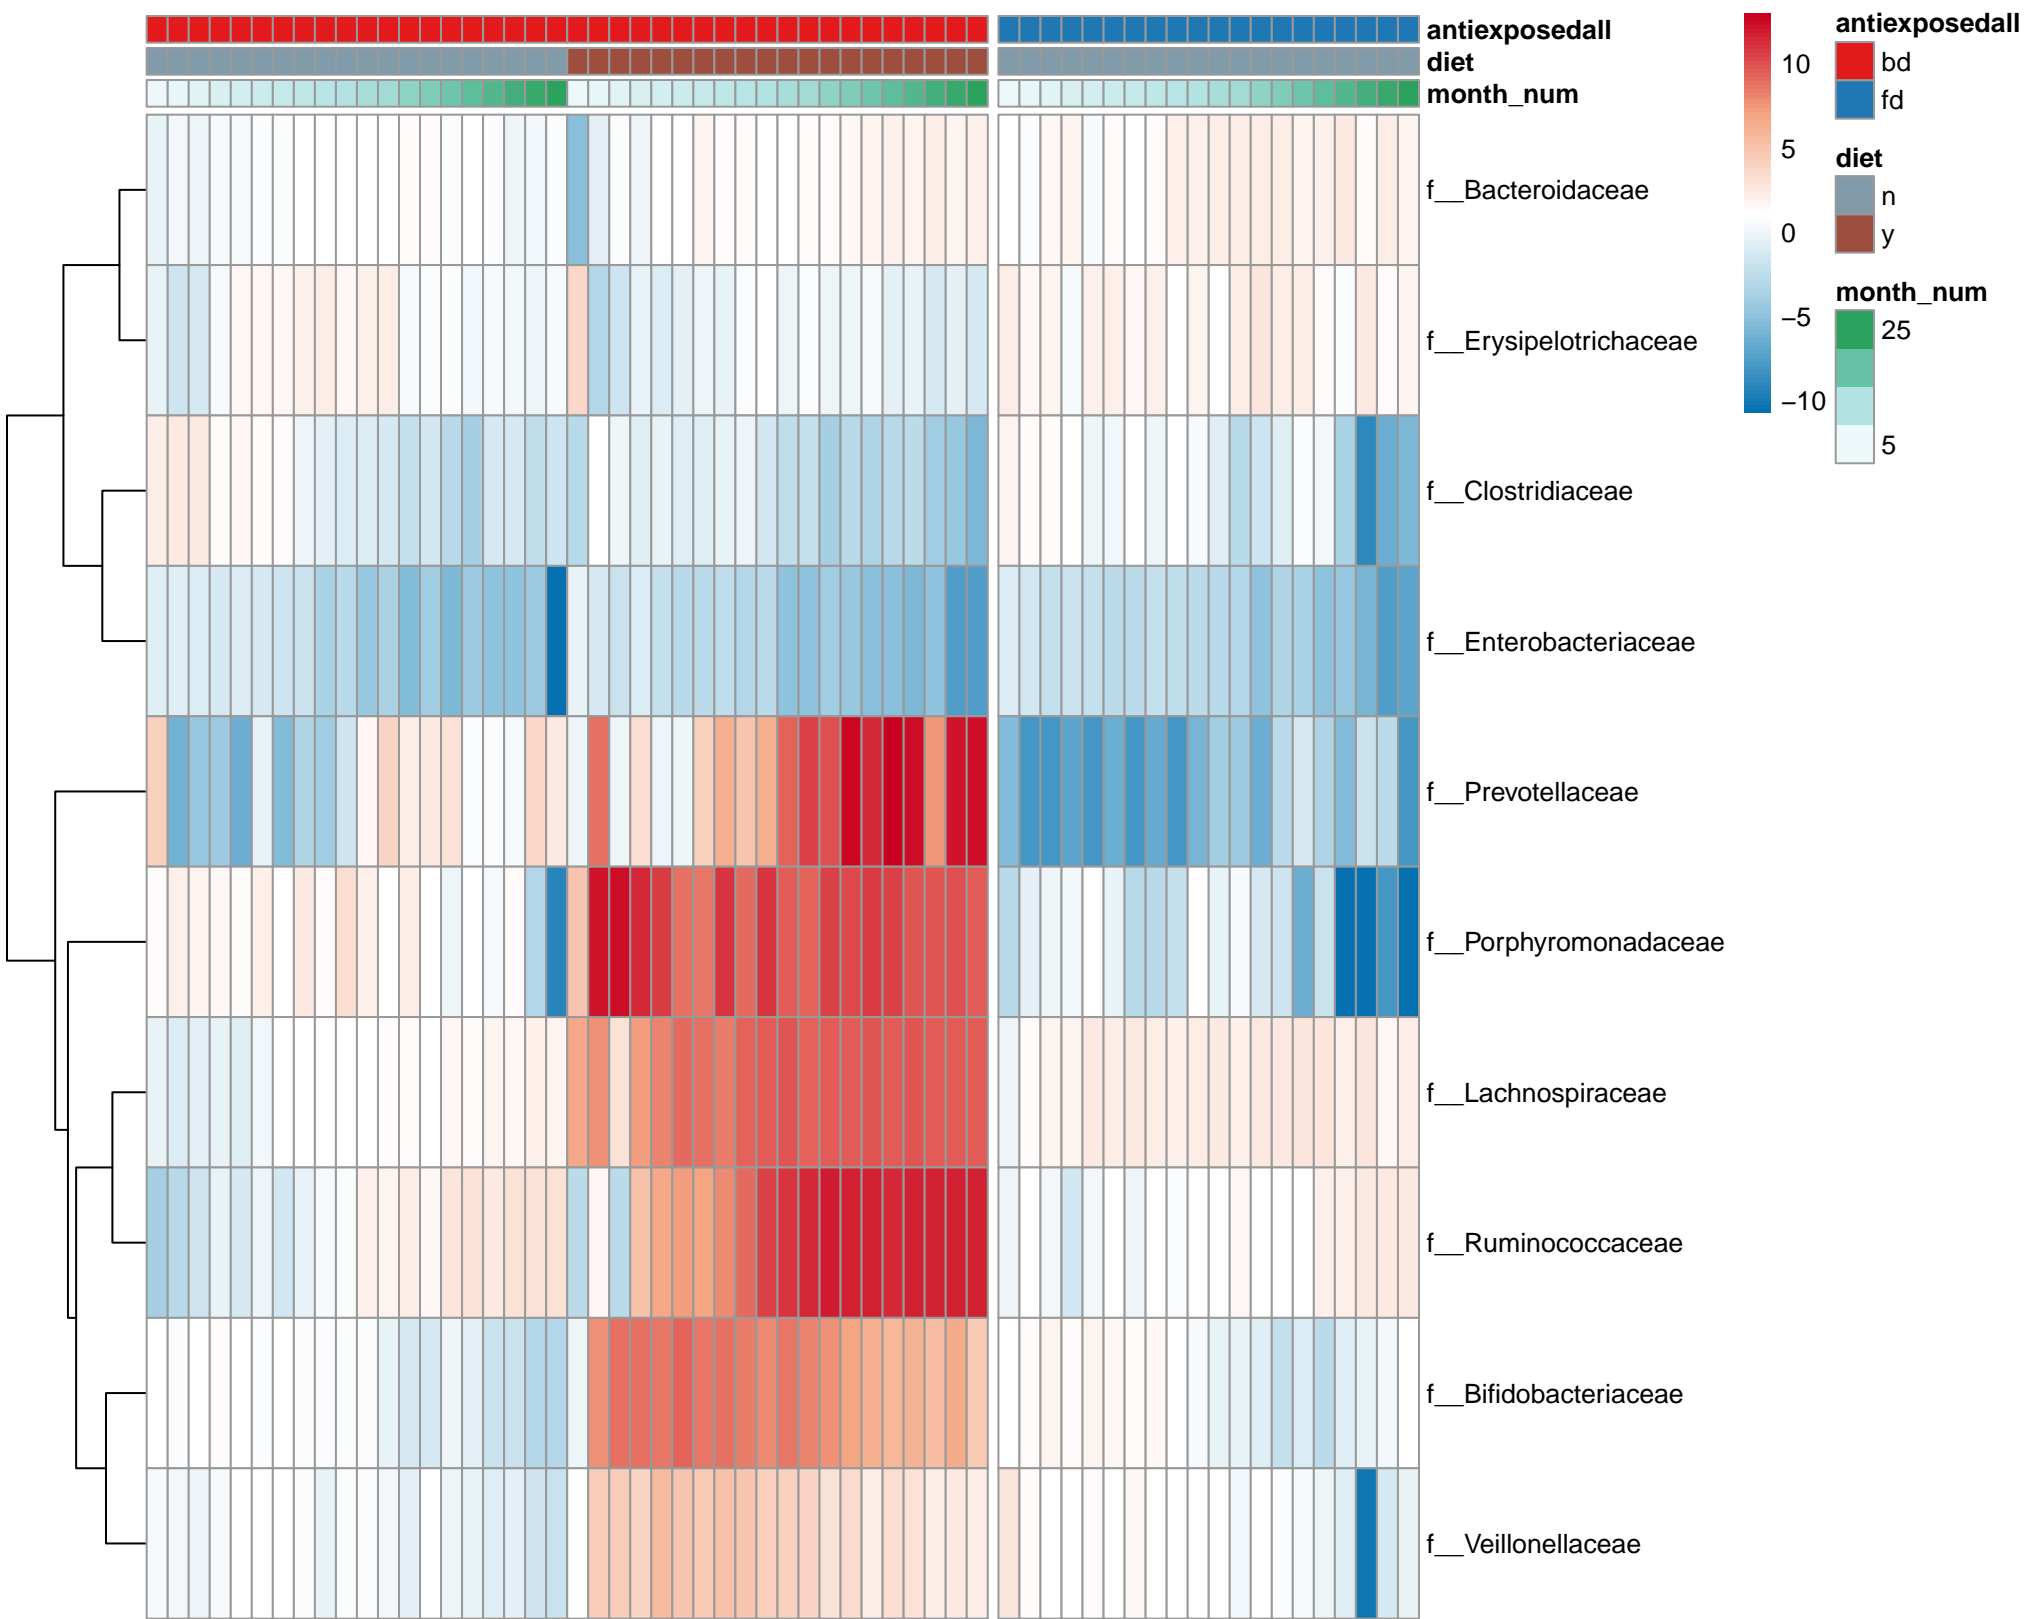 antiexposedall
diet
month_num
f__Bacteroidaceae
f__Erysipelotrichaceae
f__Clostridiaceae
f__Enterobacteriaceae
f__Prevotellaceae
f__Porphyromonadaceae
f__Lachnospiraceae
f__Ruminococcaceae
f__Bifidobacteriaceae
f__Veillonellaceae
10
5
0
−5
−10
antiexposedall
bd
fd
diet
n
y
month_num
25
5